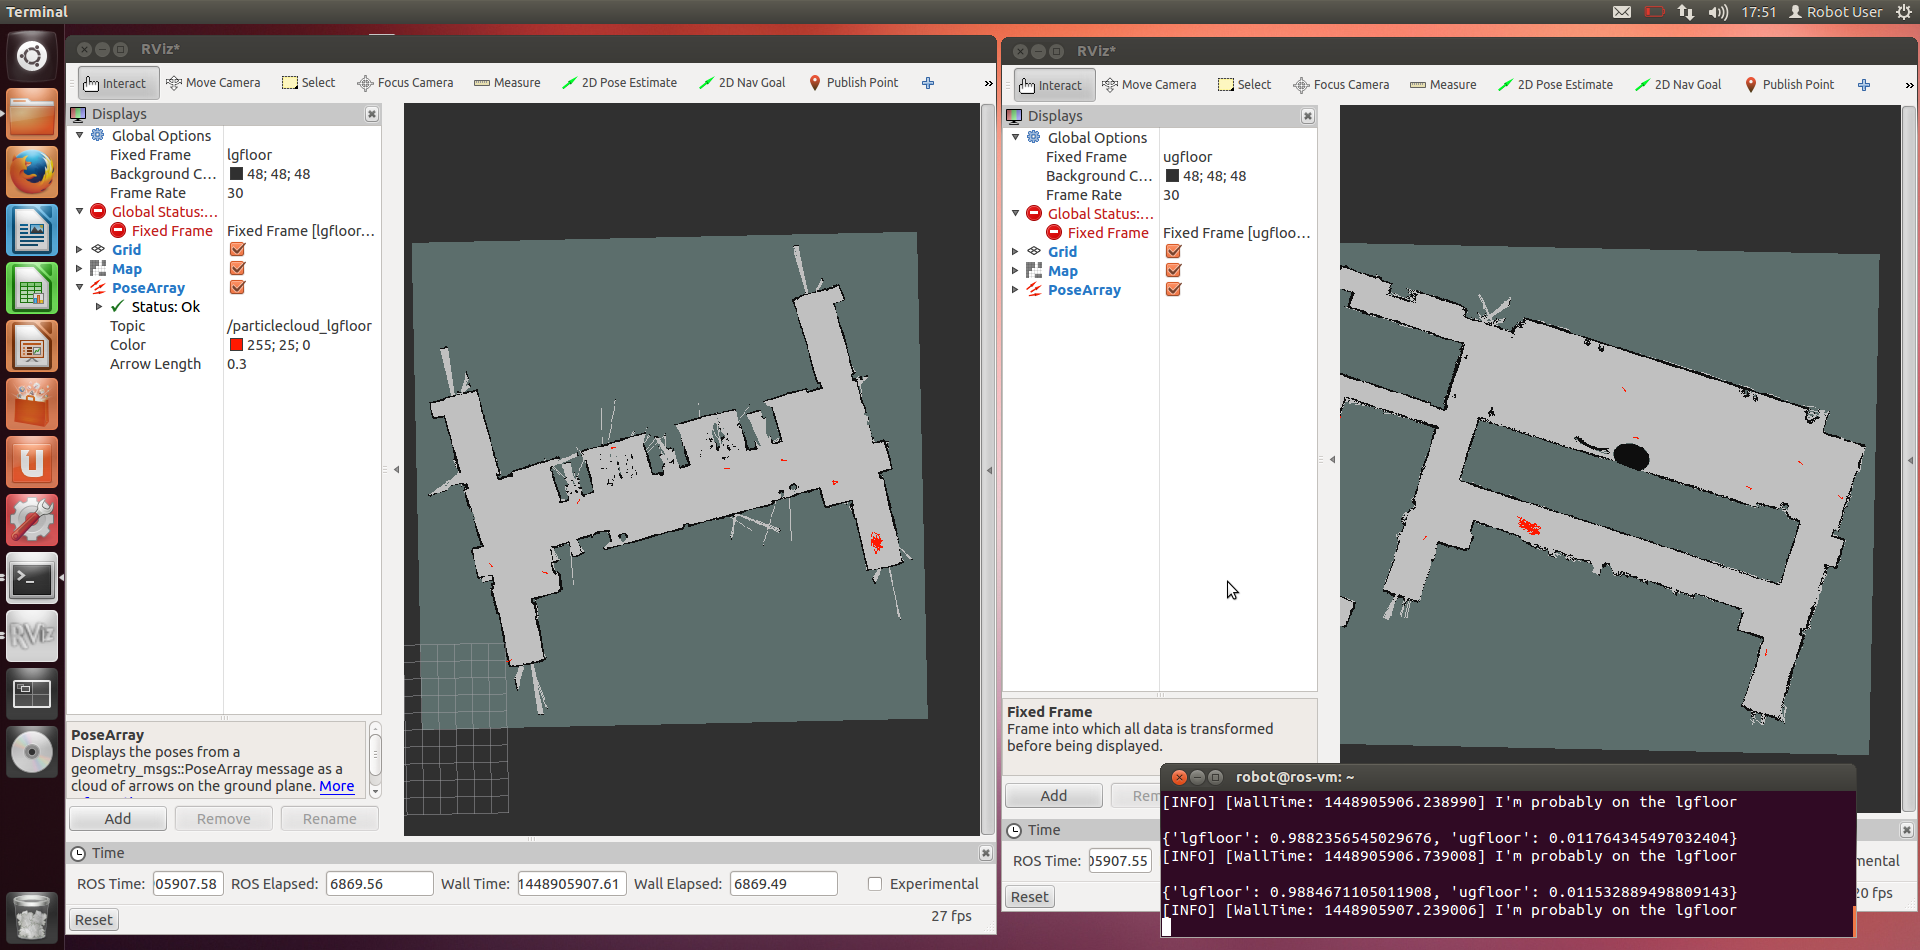 Terminal
17:51
Robot User
RViz*
Interact
Move Camera
Select
Focus Camera
Measure
2D Pose Estimate
2D Nav Goal
Publish Point
»
Displays
Global Options
Fixed Frame lgfloor
Background C... 48; 48; 48
Frame Rate 30
Global Status:...
Fixed Frame Fixed Frame [lgfloor...
Grid
Map
PoseArray
Status: Ok
Topic /particlecloud_lgfloor
Color 255; 25; 0
Arrow Length 0.3
PoseArray
Displays the poses from a
geometry_msgs::PoseArray message as a
cloud of arrows on the ground plane. More
Add
Remove
Rename
Time
ROS Time: 05907.58 ROS Elapsed: 6869.56 Wall Time: 1448905907.61 Wall Elapsed: 6869.49 Experimental
Reset
27 fps
RViz*
Interact
Move Camera
Select
Focus Camera
Measure
2D Pose Estimate
2D Nav Goal
Publish Point
»
Displays
Global Options
Fixed Frame ugfloor
Background C... 48; 48; 48
Frame Rate 30
Global Status:...
Fixed Frame Fixed Frame [ugfloo...
Grid
Map
PoseArray
Fixed Frame
Frame into which all data is transformed
before being displayed.
Add
Rem
Time
ROS Time: 05907.55
mental
Reset
20 fps
robot@ros-vm: ~
[INFO] [WallTime: 1448905906.238990] I'm probably on the lgfloor
{'lgfloor': 0.9882356545029676, 'ugfloor': 0.011764345497032404}
[INFO] [WallTime: 1448905906.739008] I'm probably on the lgfloor
{'lgfloor': 0.9884671105011908, 'ugfloor': 0.011532889498809143}
[INFO] [WallTime: 1448905907.239006] I'm probably on the lgfloor
RViz